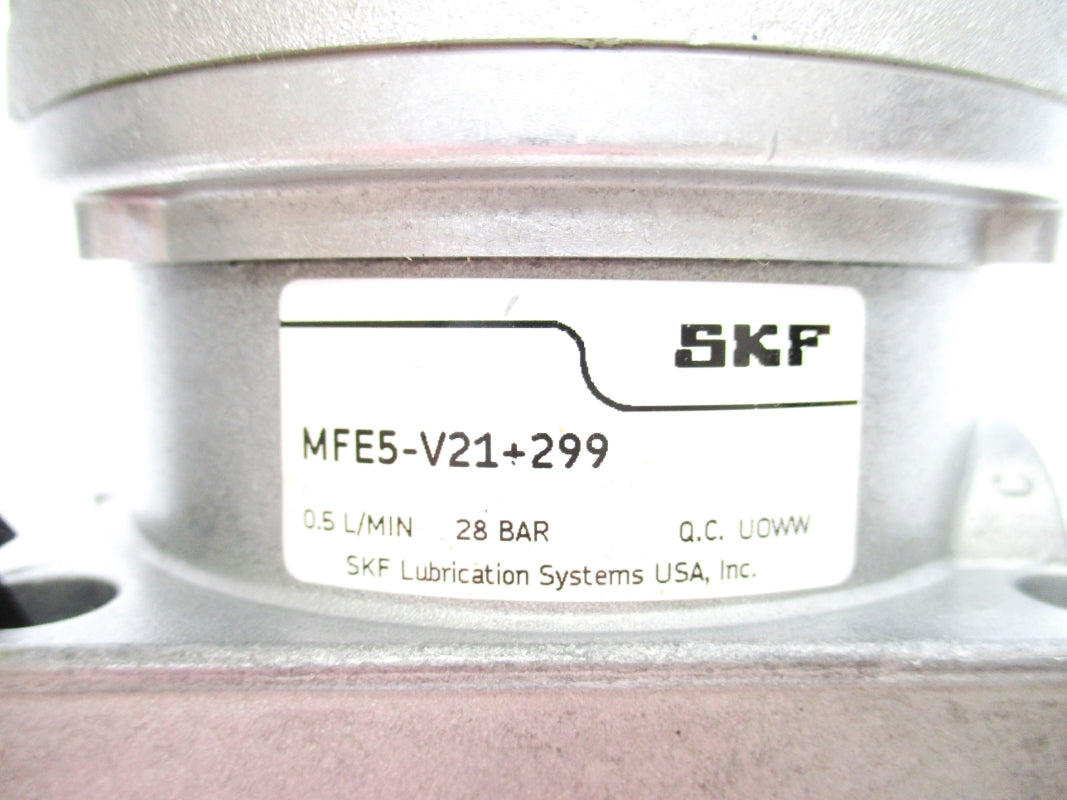 SKF
MFE5-V21+299
0.5 L/MIN 28 BAR Q.C. UOWW
SKF Lubrication Systems USA, Inc.
C